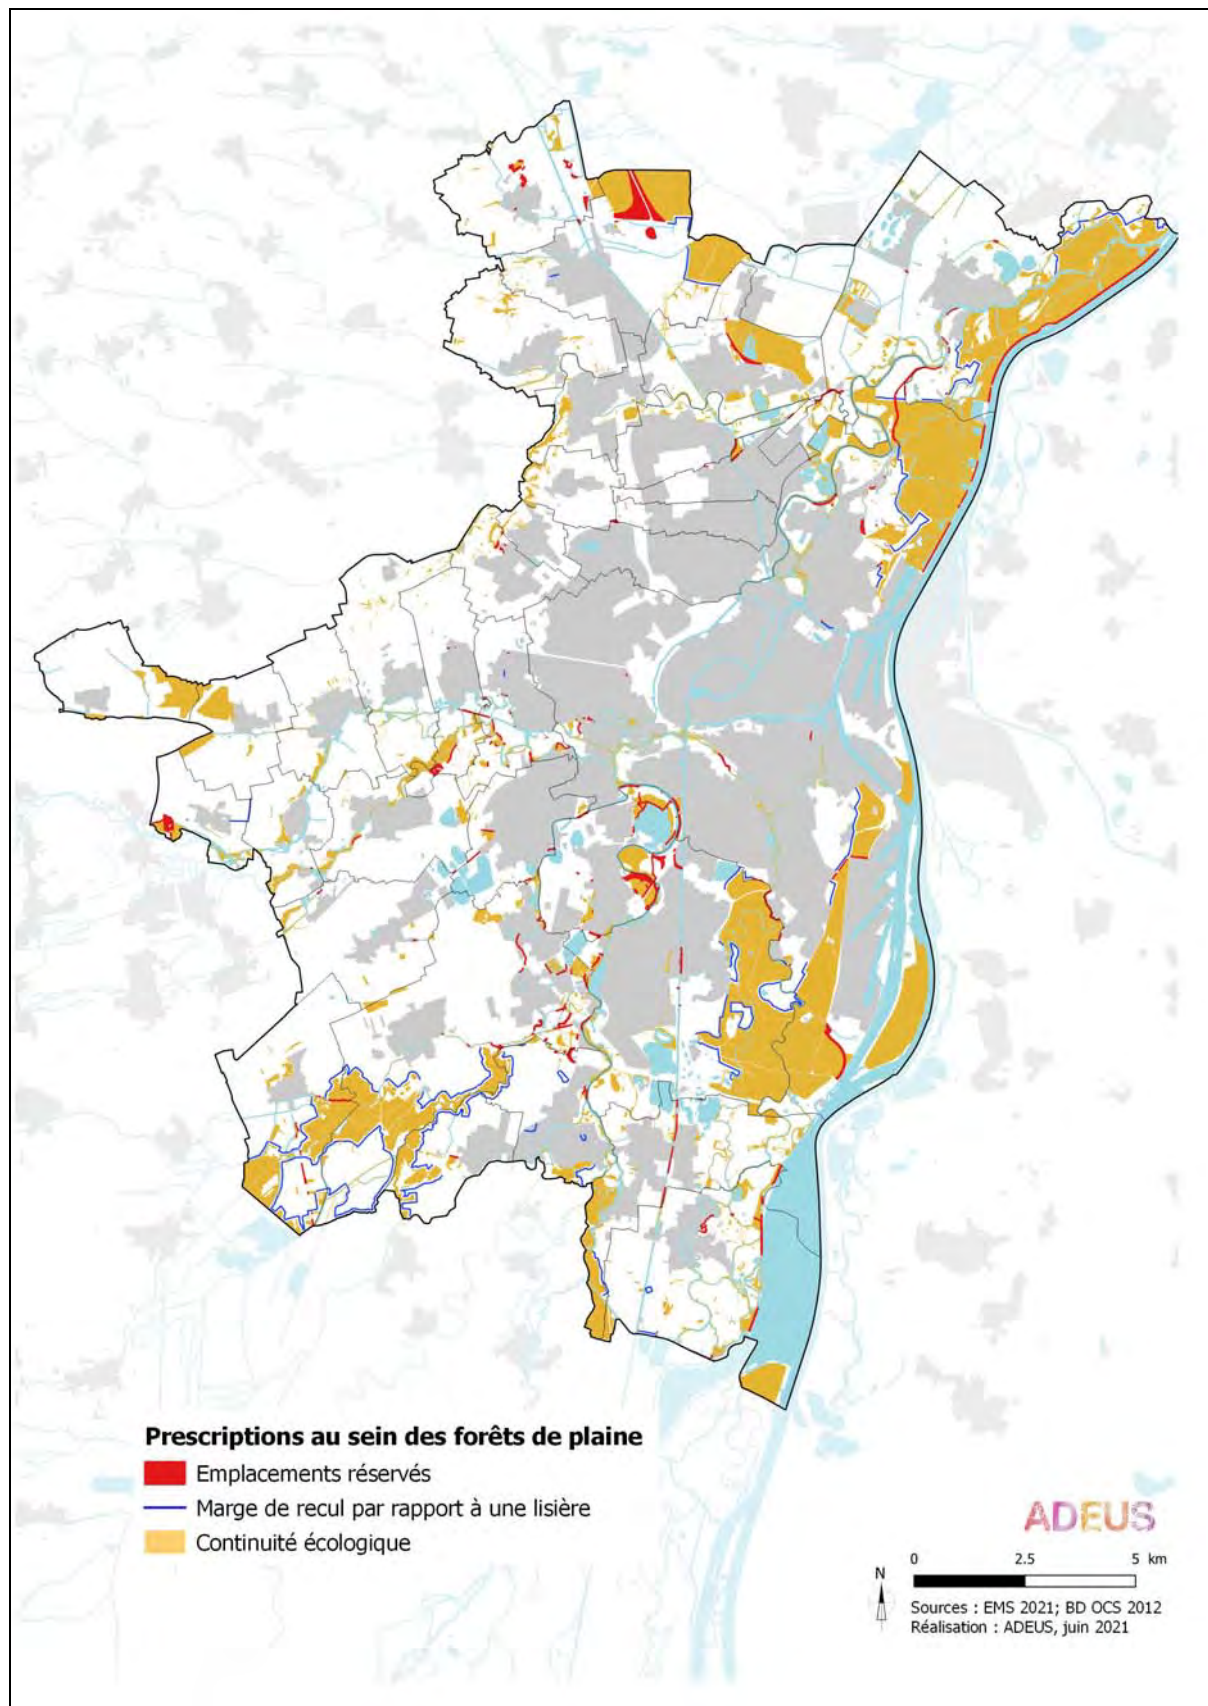 Prescriptions au sein des forêts de plaine
Emplacements réservés
Marge de recul par rapport à une lisière
Continuité écologique
ADEUS
0 2.5 5 km
N
Sources : EMS 2021; BD OCS 2012
Réalisation : ADEUS, juin 2021